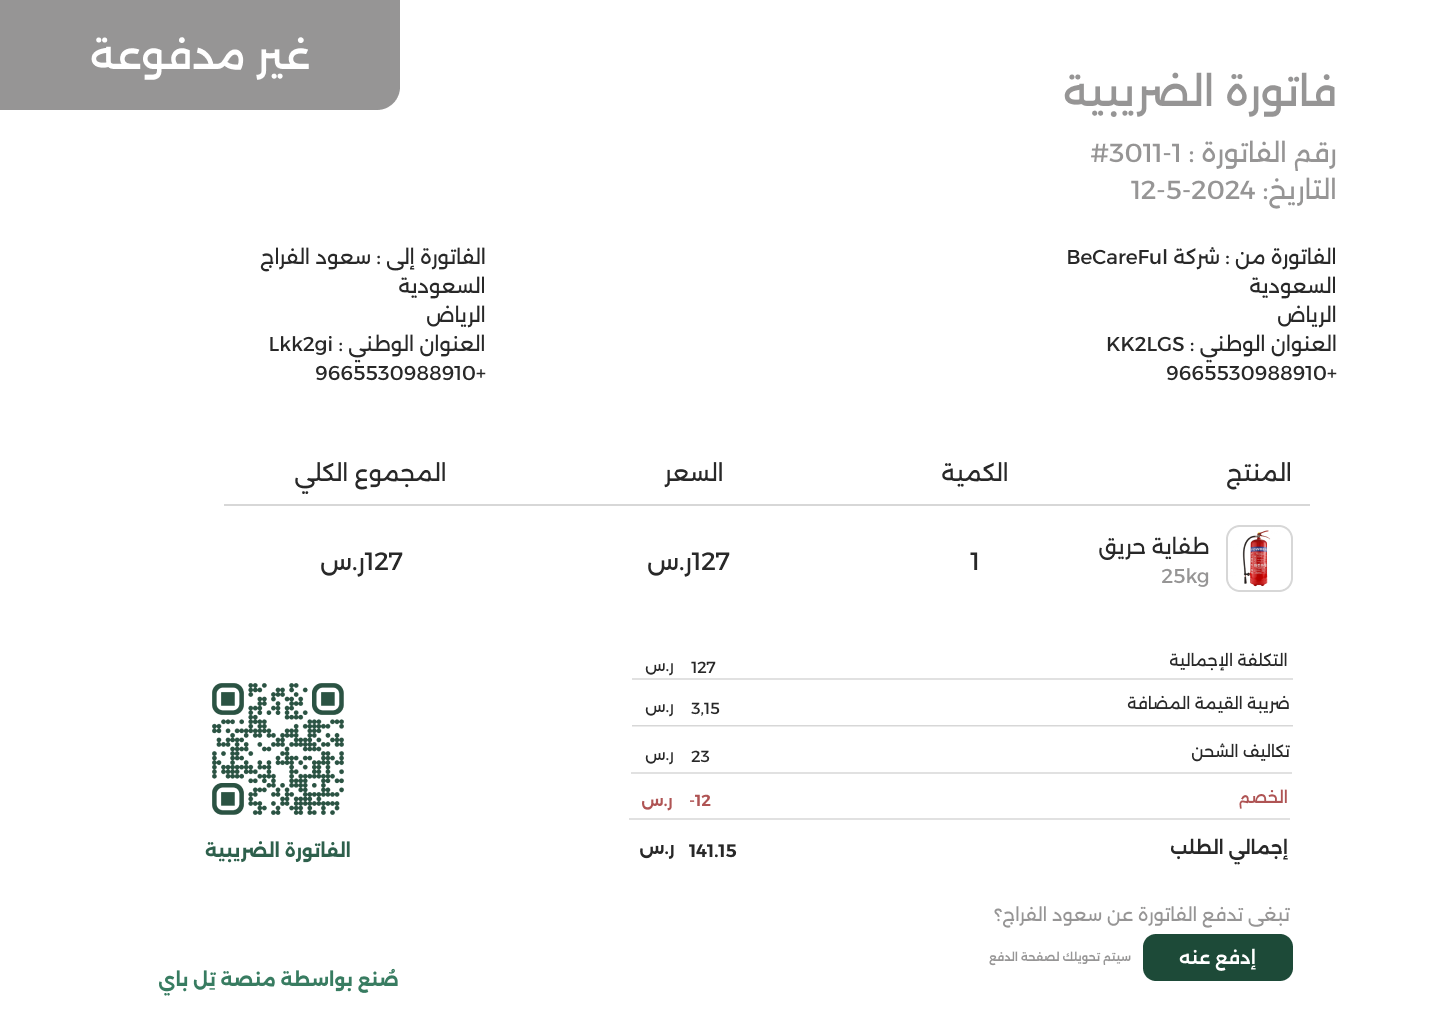 غير مدفوعة
فاتورة الضريبية
رقم الفاتورة : 1-3011#
التاريخ: 2024-5-12
الفاتورة من : شركة BeCareFul
السعودية
الرياض
العنوان الوطني : KK2LGS
+9665530988910
الفاتورة إلى : سعود الفراج
السعودية
الرياض
العنوان الوطني : Lkk2gi
+9665530988910
المنتج الكمية السعر المجموع الكلي
طفاية حريق 1 127ر.س 127ر.س
25kg
التكلفة الإجمالية 127 ر.س
ضريبة القيمة المضافة 3,15 ر.س
تكاليف الشحن 23 ر.س
الخصم -12 ر.س
إجمالي الطلب 141.15 ر.س
الفاتورة الضريبية
تبغى تدفع الفاتورة عن سعود الفراج؟
إدفع عنه سيتم تحويلك لصفحة الدفع
صُنع بواسطة منصة تِل باي